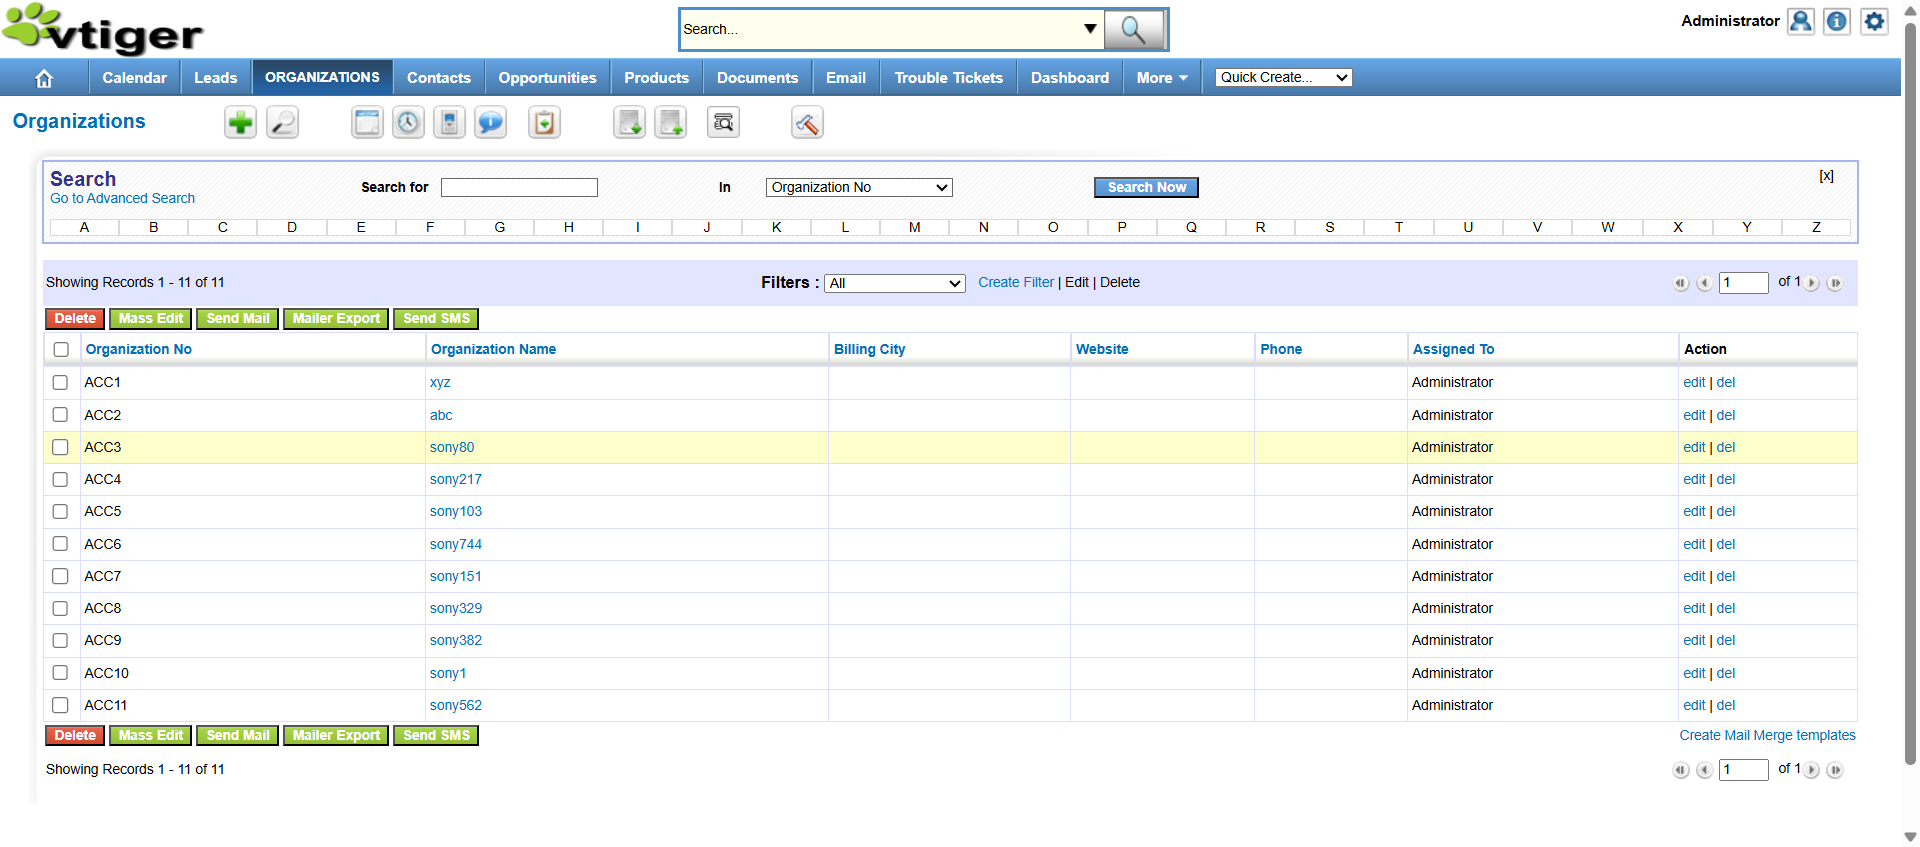 vtiger
Search...
Administrator
Calendar Leads ORGANIZATIONS Contacts Opportunities Products Documents Email Trouble Tickets Dashboard More Quick Create...
Organizations
Search
Go to Advanced Search
Search for In Organization No Search Now [x]
A B C D E F G H I J K L M N O P Q R S T U V W X Y Z
Showing Records 1 - 11 of 11 Filters : All Create Filter | Edit | Delete 1 of 1
Delete Mass Edit Send Mail Mailer Export Send SMS
Organization No Organization Name Billing City Website Phone Assigned To Action
ACC1 xyz Administrator edit | del
ACC2 abc Administrator edit | del
ACC3 sony80 Administrator edit | del
ACC4 sony217 Administrator edit | del
ACC5 sony103 Administrator edit | del
ACC6 sony744 Administrator edit | del
ACC7 sony151 Administrator edit | del
ACC8 sony329 Administrator edit | del
ACC9 sony382 Administrator edit | del
ACC10 sony1 Administrator edit | del
ACC11 sony562 Administrator edit | del
Delete Mass Edit Send Mail Mailer Export Send SMS Create Mail Merge templates
Showing Records 1 - 11 of 11 1 of 1